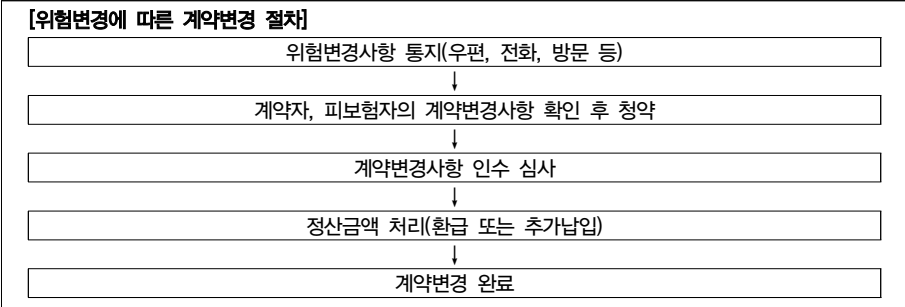 [위험변경에 따른 계약변경 절차]
위험변경사항 통지(우편, 전화, 방문 등)
↓
계약자, 피보험자의 계약변경사항 확인 후 청약
↓
계약변경사항 인수 심사
↓
정산금액 처리(환급 또는 추가납입)
↓
계약변경 완료